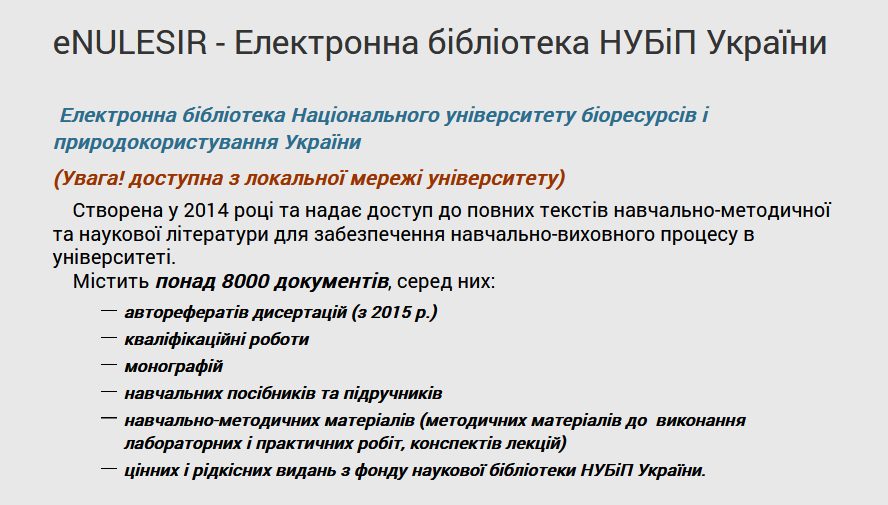 eNULESIR - Електронна бібліотека НУБіП України
Електронна бібліотека Національного університету біоресурсів і
природокористування України
(Увага! доступна з локальної мережі університету)
Створена у 2014 році та надає доступ до повних текстів навчально-методичної
та наукової літератури для забезпечення навчально-виховного процесу в
університеті.
Містить понад 8000 документів, серед них:
— авторефератів дисертацій (з 2015 р.)
— кваліфікаційні роботи
— монографій
— навчальних посібників та підручників
— навчально-методичних матеріалів (методичних матеріалів до виконання
лабораторних і практичних робіт, конспектів лекцій)
— цінних і рідкісних видань з фонду наукової бібліотеки НУБіП України.